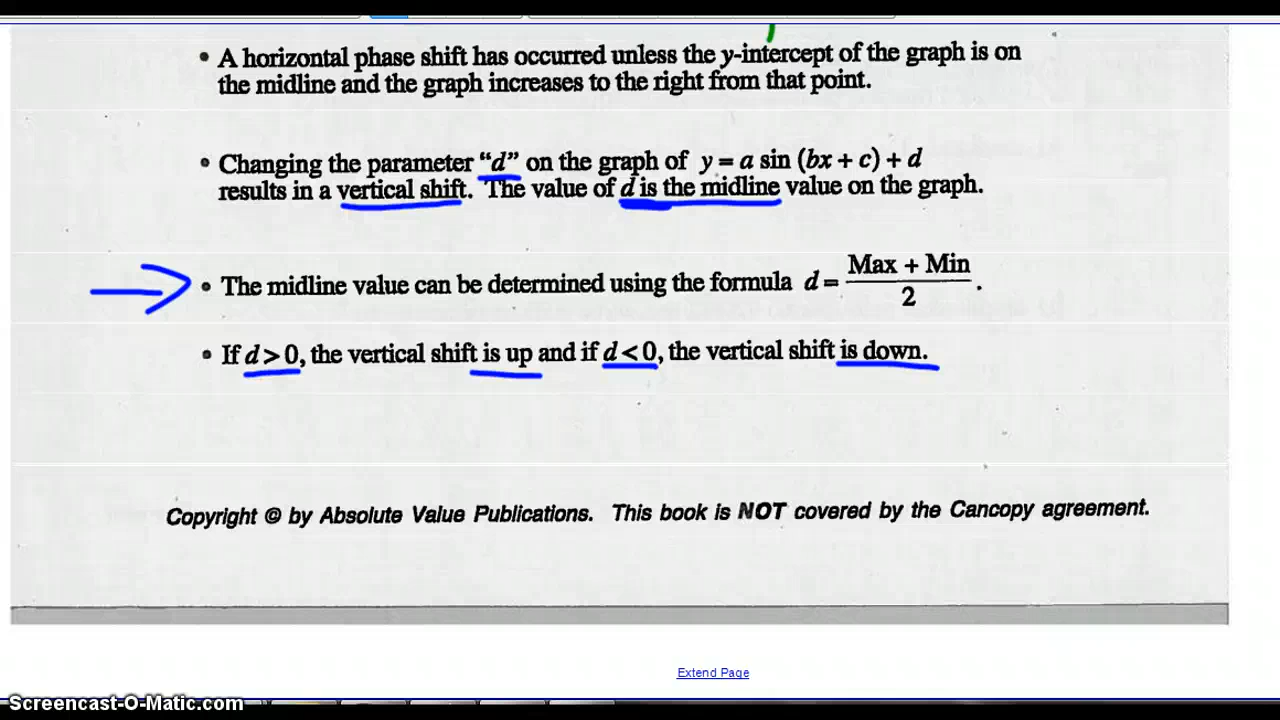 • A horizontal phase shift has occurred unless the y-intercept of the graph is on
the midline and the graph increases to the right from that point.
• Changing the parameter “d” on the graph of y = a sin (bx + c) + d
results in a vertical shift. The value of d is the midline value on the graph.
• The midline value can be determined using the formula d = Max + Min / 2 .
• If d > 0, the vertical shift is up and if d < 0, the vertical shift is down.
Copyright © by Absolute Value Publications. This book is NOT covered by the Cancopy agreement.
Extend Page
Screencast-O-Matic.com